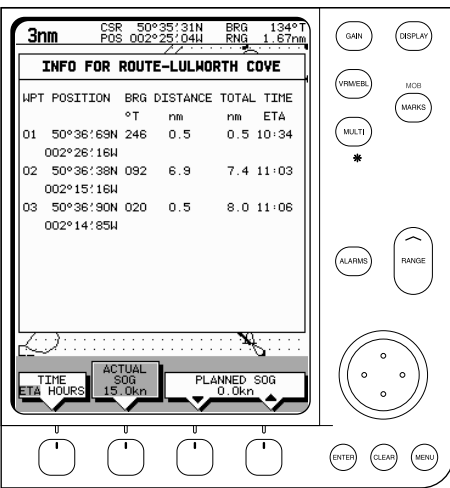 3nm CSR 50°35!31N BRG 134°T
POS 002°25!04W RNG 1.67nm
INFO FOR ROUTE-LULWORTH COVE
WPT POSITION BRG DISTANCE TOTAL TIME
°T nm nm ETA
01 50°36!69N 246 0.5 0.5 10:34
002°26!16W
02 50°36!38N 092 6.9 7.4 11:03
002°15!16W
03 50°36!90N 020 0.5 8.0 11:06
002°14!85W
TIME
ETA HOURS
ACTUAL
SOG
15.0kn
PLANNED SOG
0.0kn
GAIN
DISPLAY
VRM/EBL
MOB
MARKS
MULTI
ALARMS
RANGE
ENTER
CLEAR
MENU